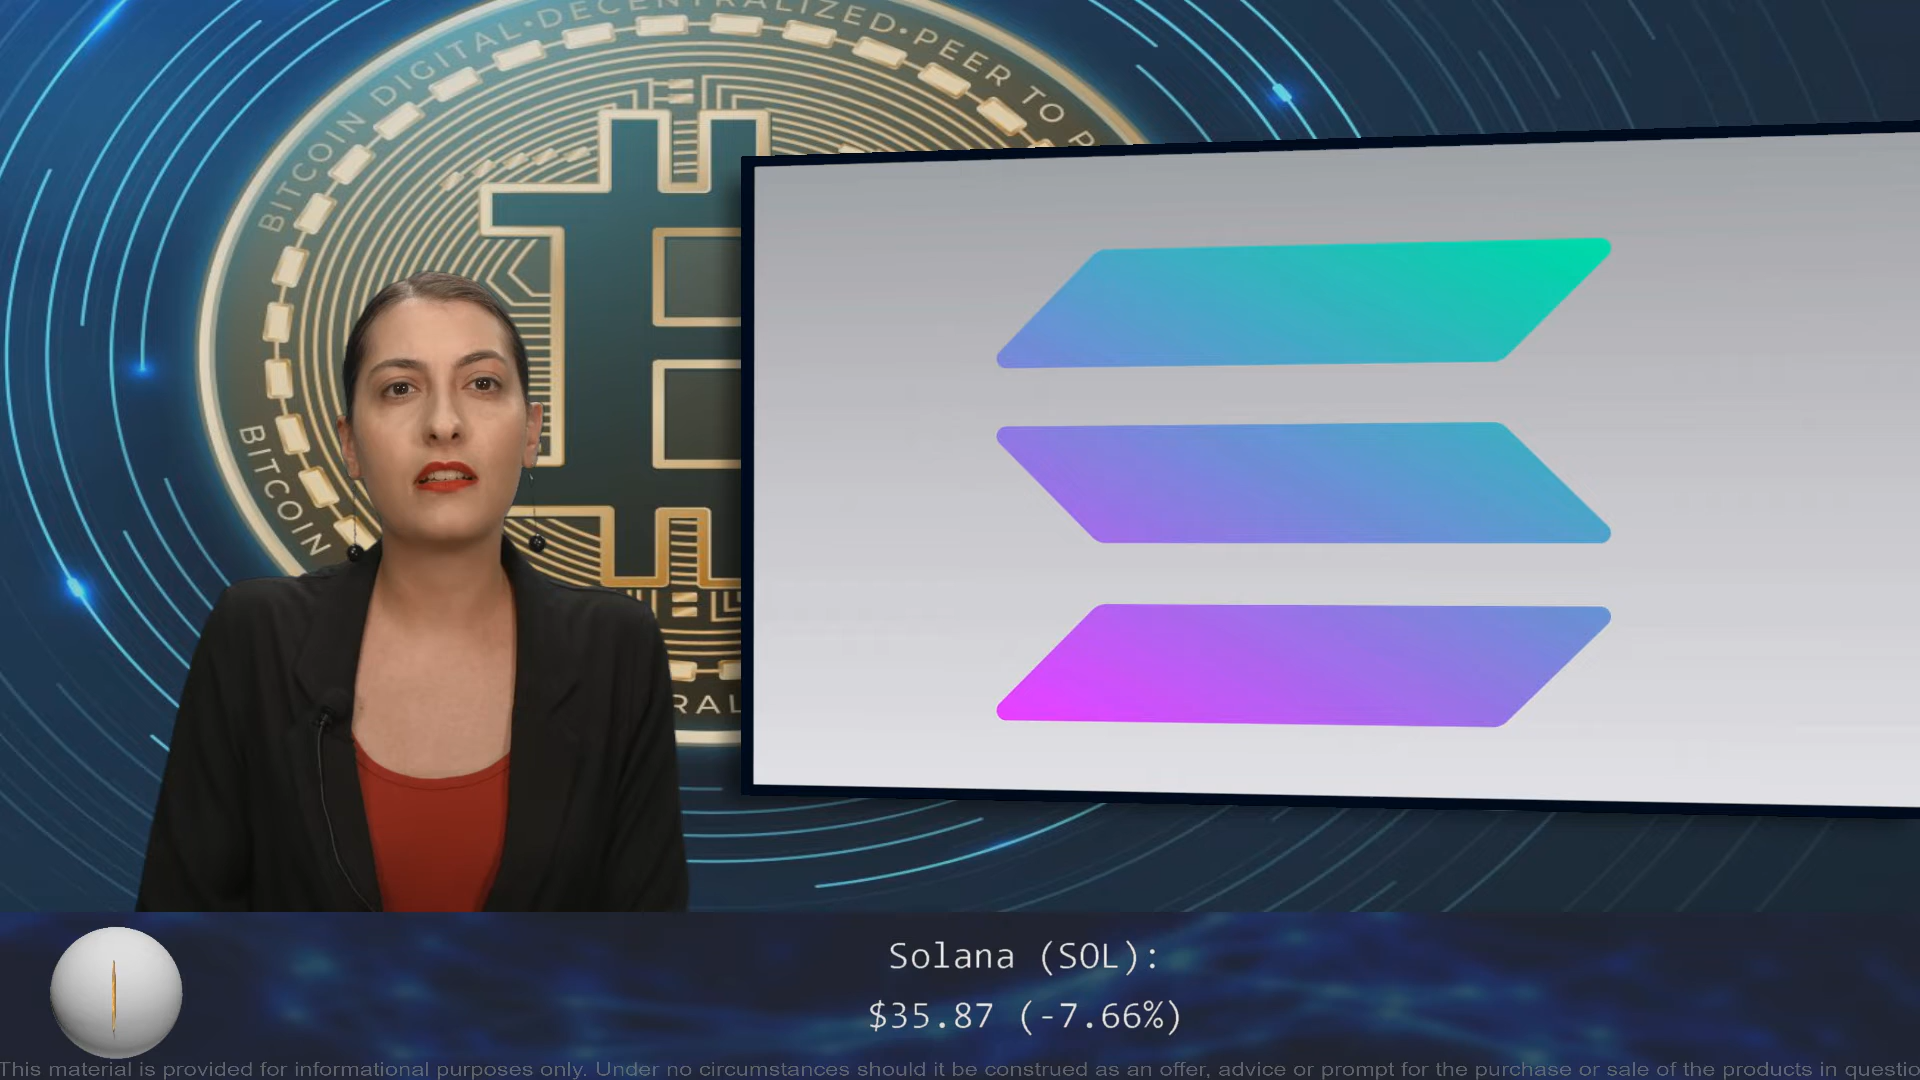 BITCOIN DIGITAL•DECENTRALIZED•PEER TO P
BITCOIN
RAL
Solana (SOL):
$35.87 (-7.66%)
This material is provided for informational purposes only. Under no circumstances should it be construed as an offer, advice or prompt for the purchase or sale of the products in questio